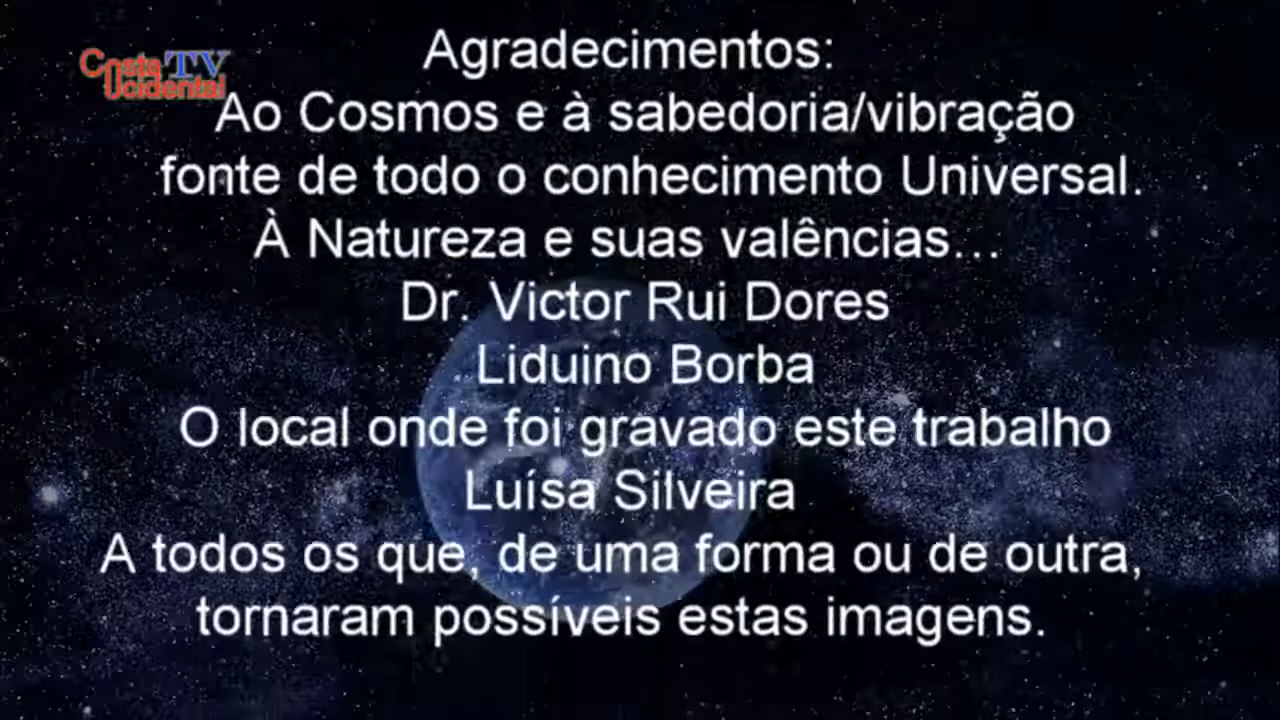 Agradecimentos:
Costa TV
Ocidental
Ao Cosmos e à sabedoria/vibração
fonte de todo o conhecimento Universal.
À Natureza e suas valências...
Dr. Victor Rui Dores
Liduino Borba
O local onde foi gravado este trabalho
Luísa Silveira
A todos os que, de uma forma ou de outra,
tornaram possíveis estas imagens.